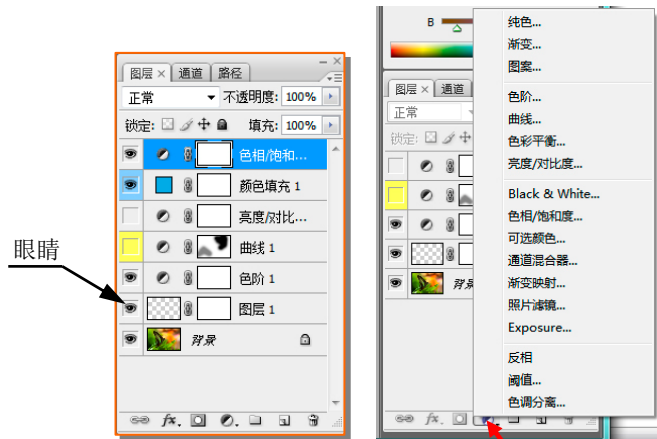 眼睛
图层 × 通道 路径
正常 不透明度: 100%
锁定: 填充: 100%
色相/饱和...
颜色填充 1
亮度/对比...
曲线 1
色阶 1
图层 1
背景
fx.
B
图层 × 通道
正常
锁定:
背景
fx.
纯色...
渐变...
图案...
色阶...
曲线...
色彩平衡...
亮度/对比度...
Black & White...
色相/饱和度...
可选颜色...
通道混合器...
渐变映射...
照片滤镜...
Exposure...
反相
阈值...
色调分离...